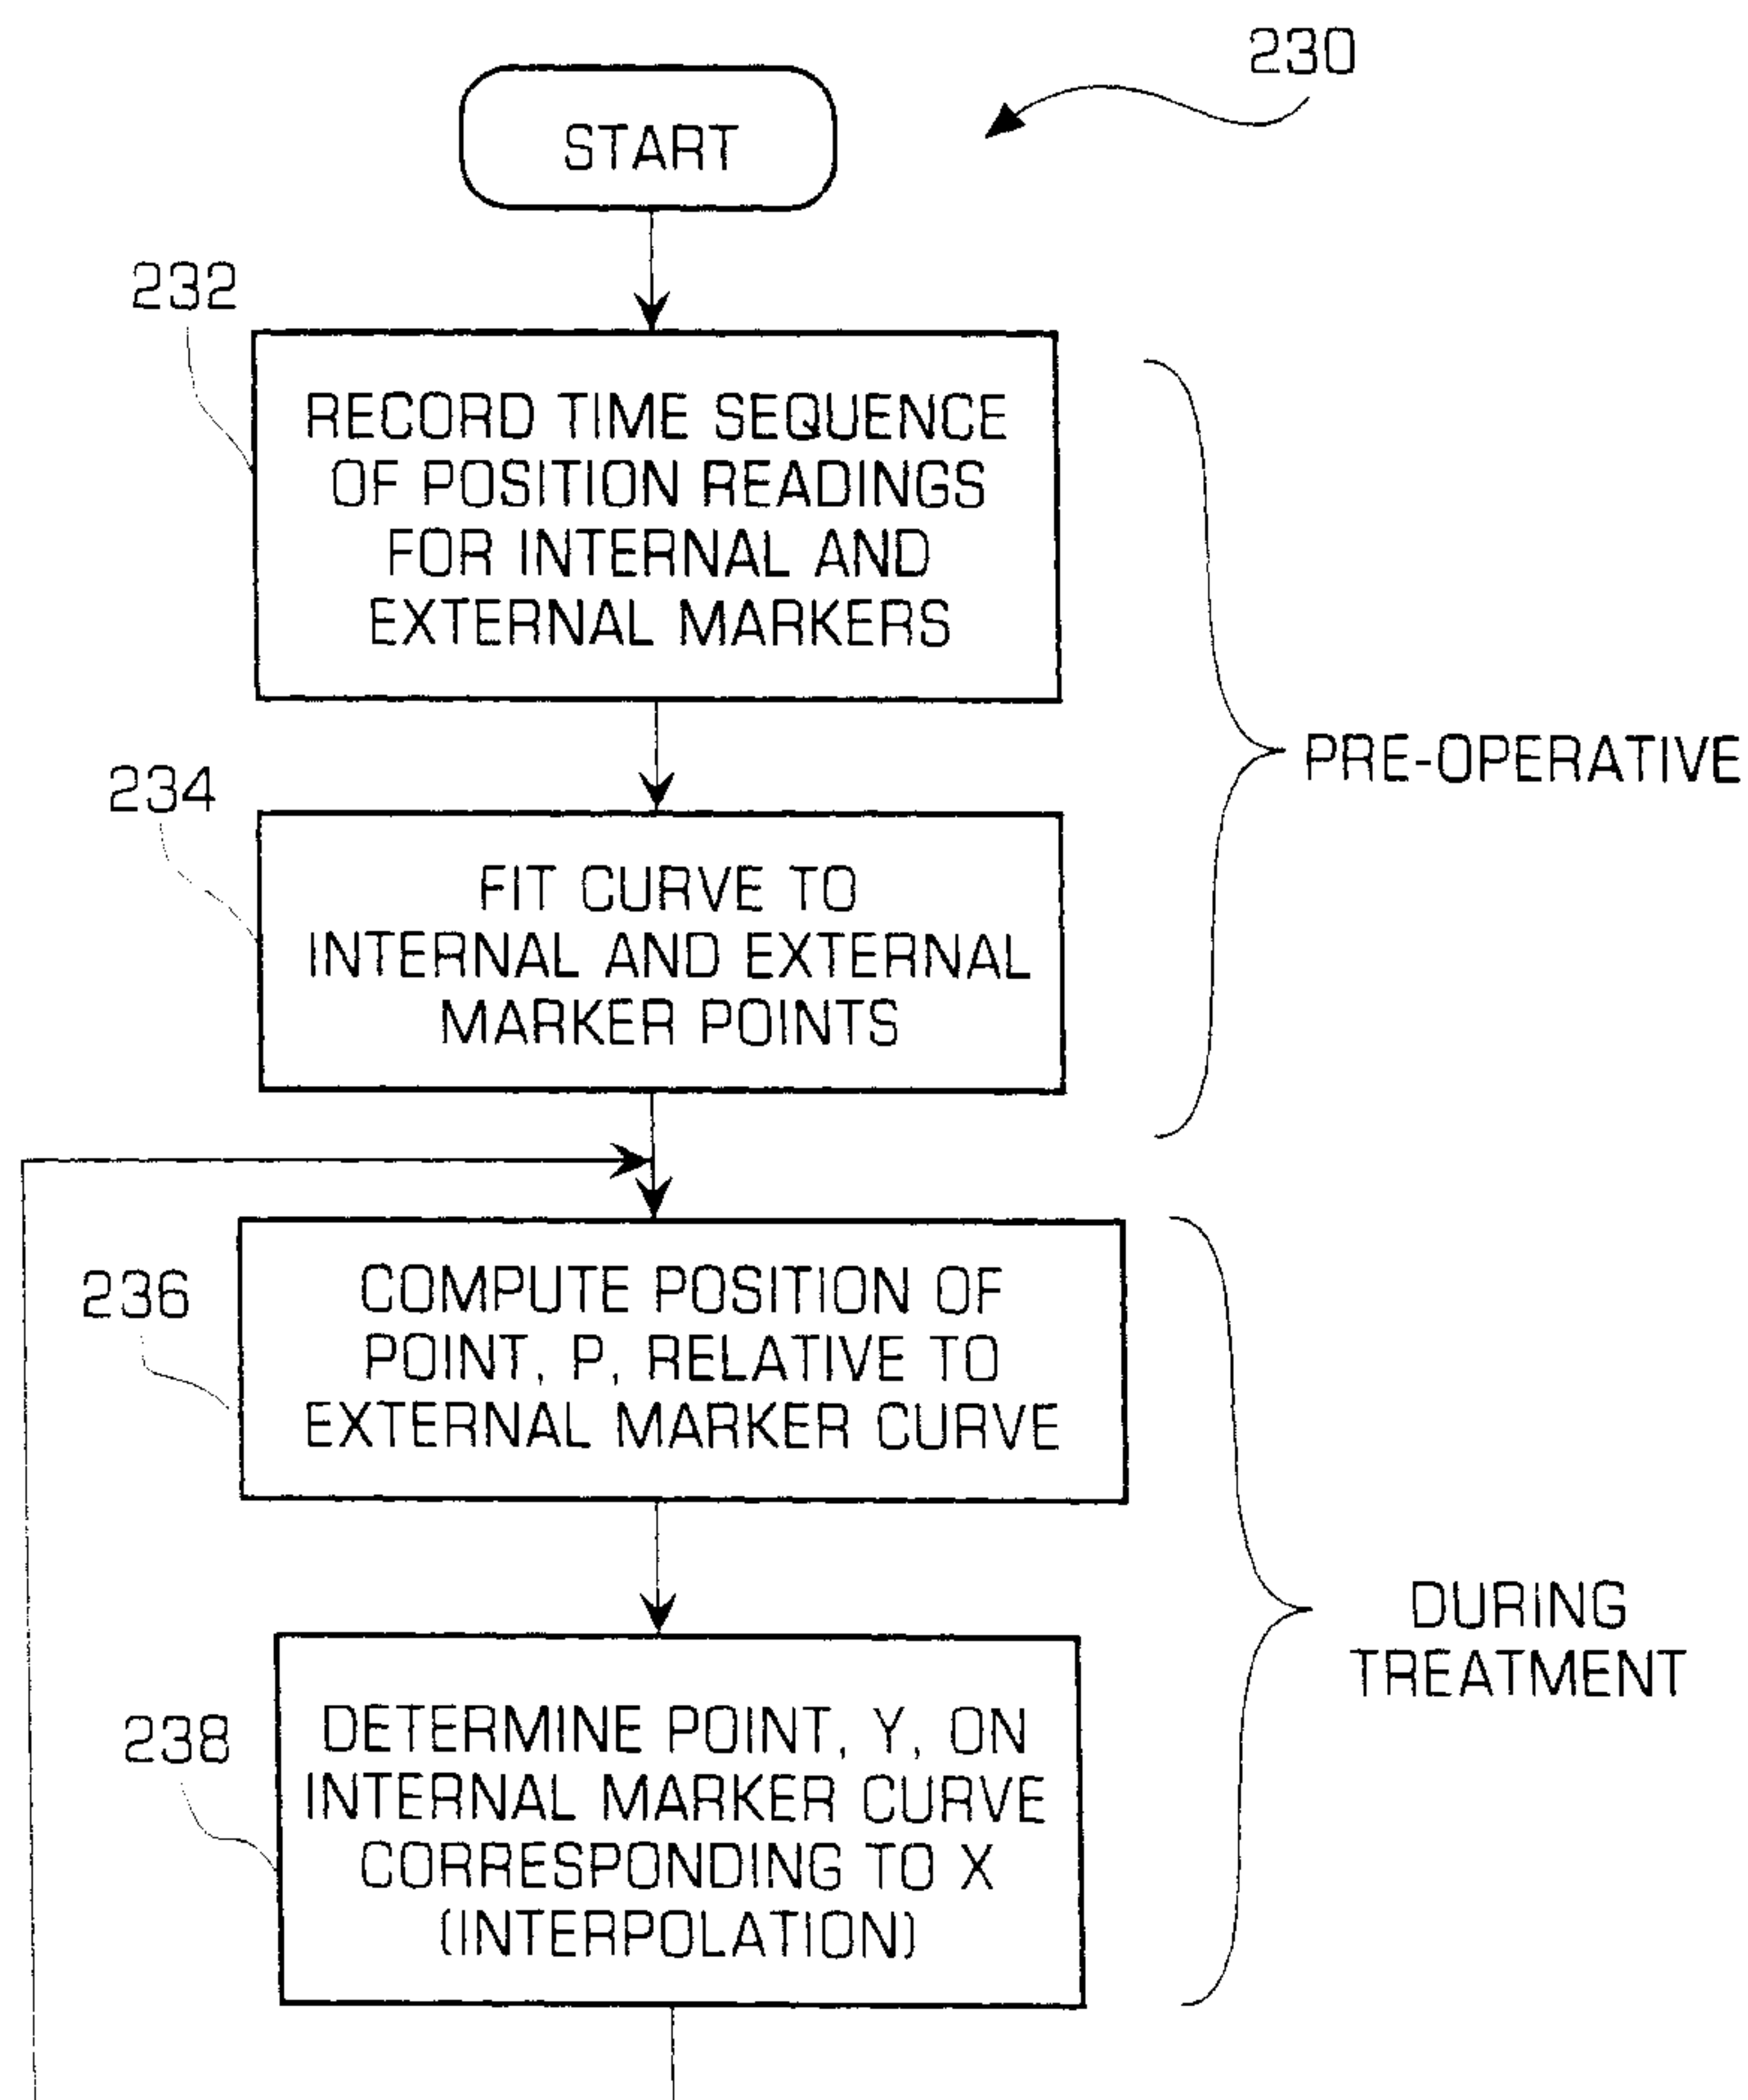 230
START
232
RECORD TIME SEQUENCE
OF POSITION READINGS
FOR INTERNAL AND
EXTERNAL MARKERS
PRE-OPERATIVE
234
FIT CURVE TO
INTERNAL AND EXTERNAL
MARKER POINTS
236
COMPUTE POSITION OF
POINT, P, RELATIVE TO
EXTERNAL MARKER CURVE
DURING
TREATMENT
238
DETERMINE POINT, Y, ON
INTERNAL MARKER CURVE
CORRESPONDING TO X
(INTERPOLATION)